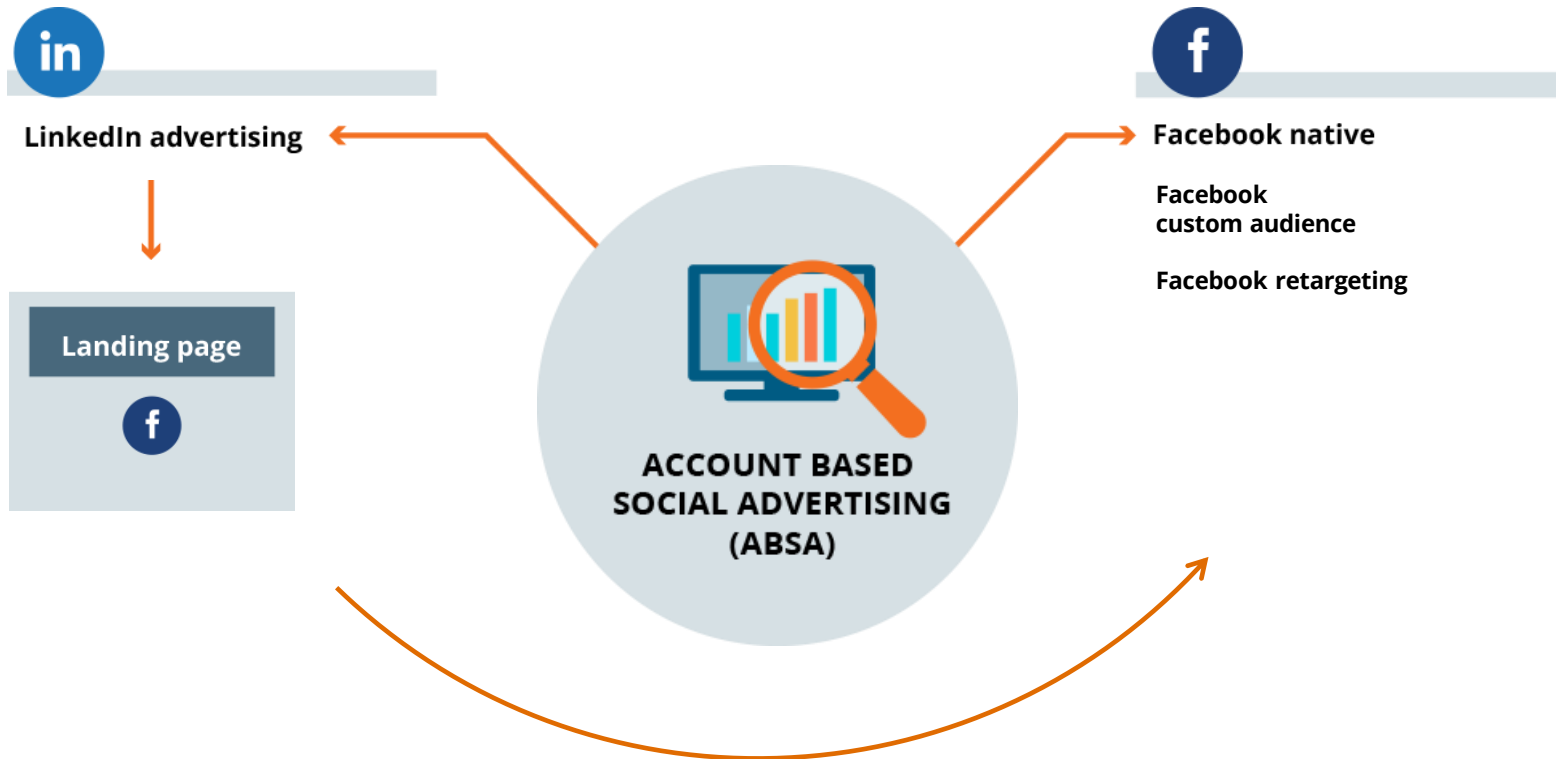 in
LinkedIn advertising
Landing page
f
ACCOUNT BASED
SOCIAL ADVERTISING
(ABSA)
f
Facebook native
Facebook
custom audience
Facebook retargeting